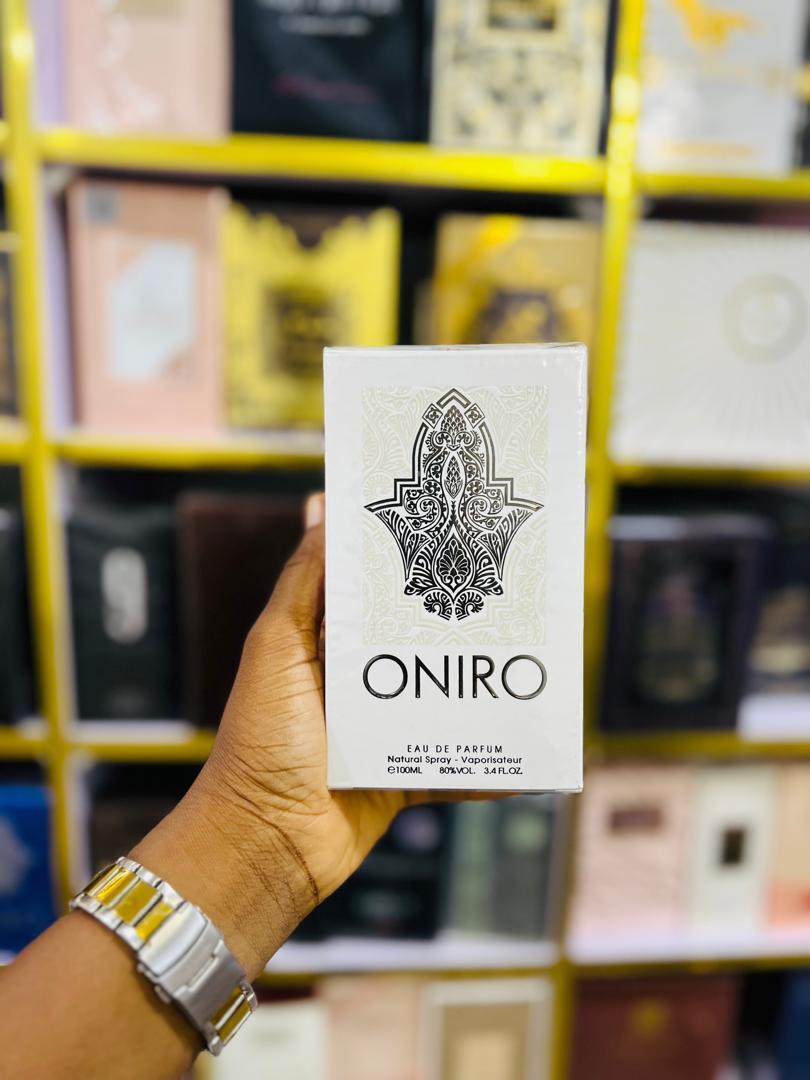 ONIRO
EAU DE PARFUM
Natural Spray - Vaporisateur
℮100ML 80%VOL. 3.4 FL.OZ.